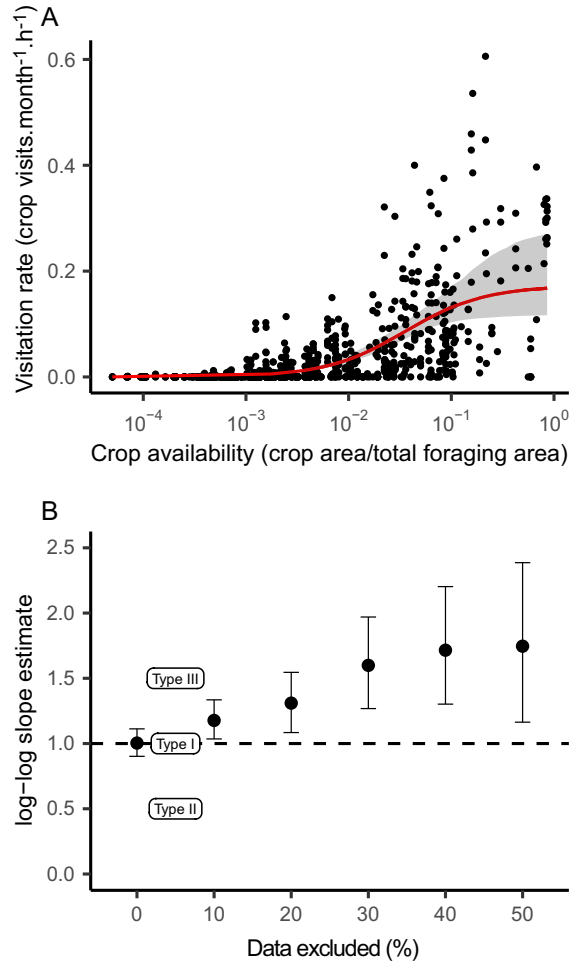 A
Visitation rate (crop visits.month⁻¹.h⁻¹)
0.6
0.4
0.2
0.0
10⁻⁴ 10⁻³ 10⁻² 10⁻¹ 10⁰
Crop availability (crop area/total foraging area)
B
log−log slope estimate
2.5
2.0
1.5
1.0
0.5
0.0
Type III
Type I
Type II
0 10 20 30 40 50
Data excluded (%)